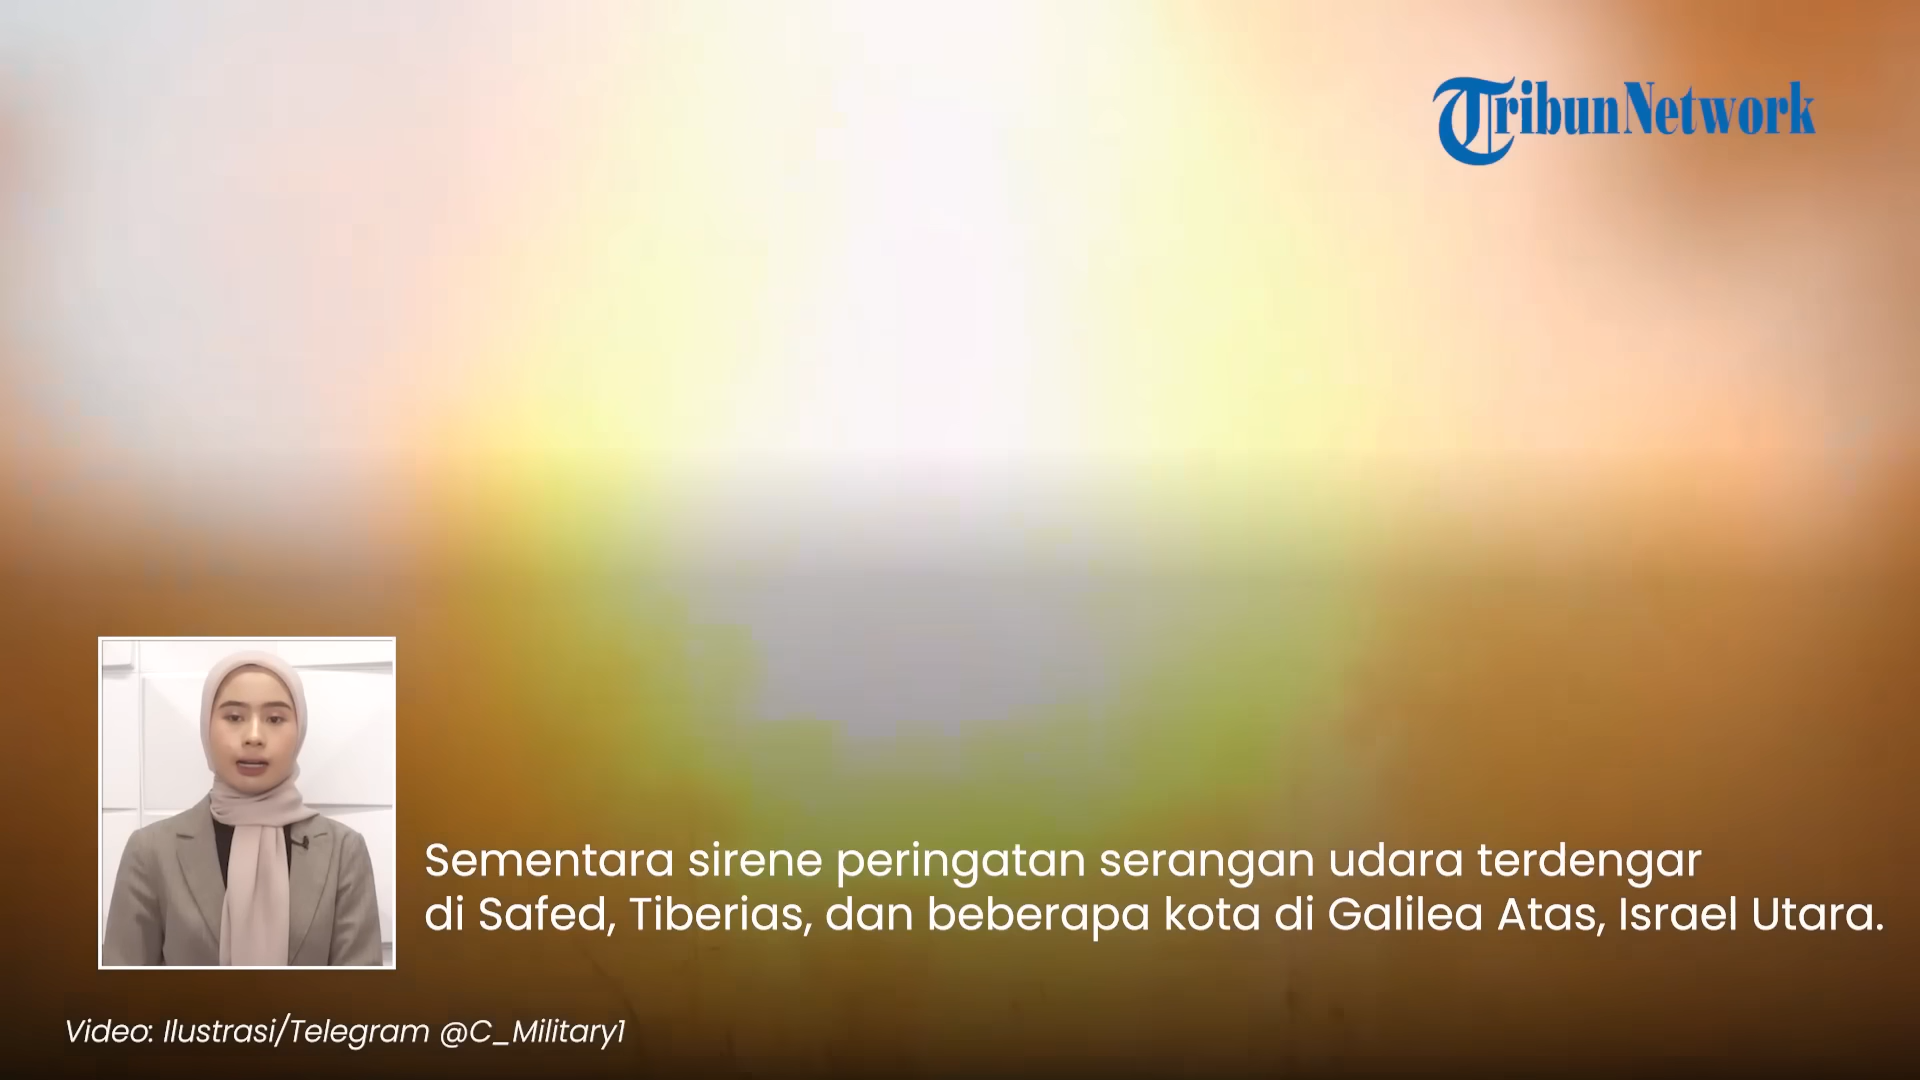 TribunNetwork
Sementara sirene peringatan serangan udara terdengar
di Safed, Tiberias, dan beberapa kota di Galilea Atas, Israel Utara.
Video: Ilustrasi/Telegram @C_Military1